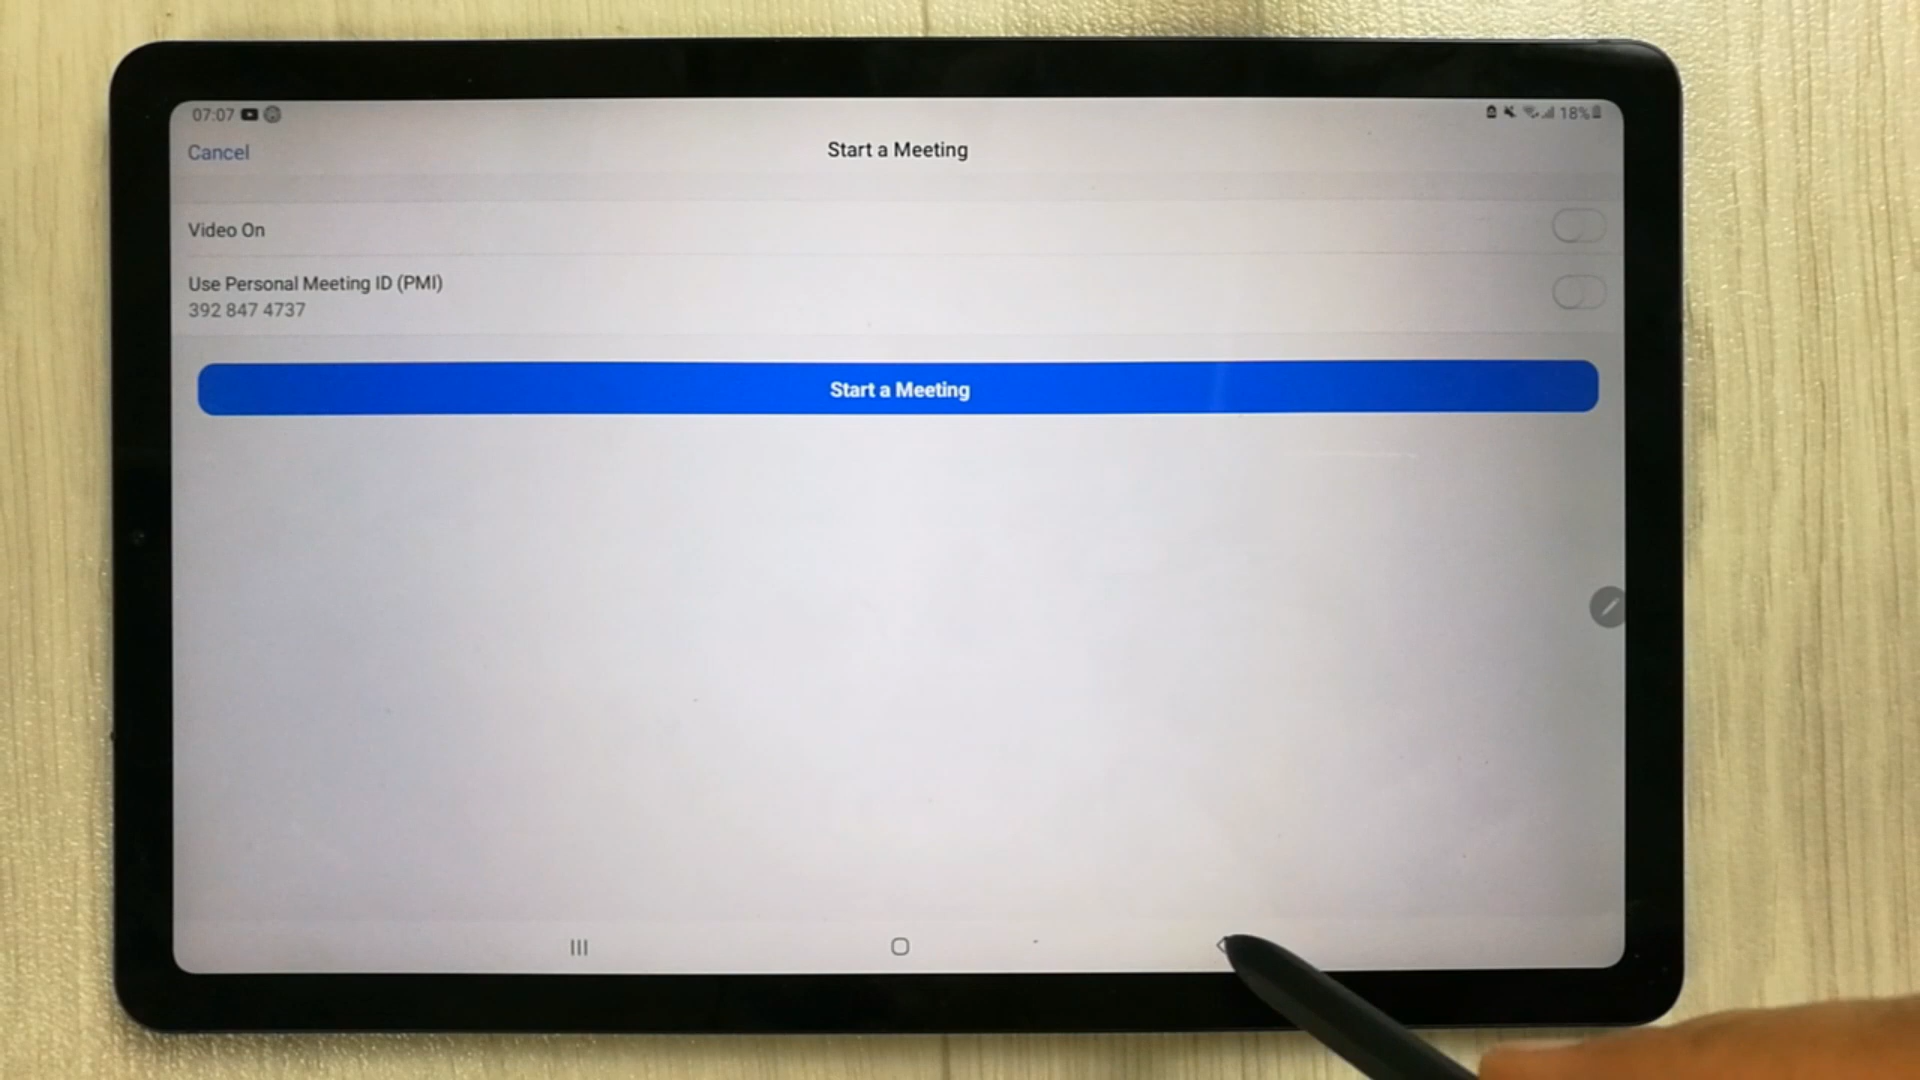 07:07
18%
Cancel
Start a Meeting
Video On
Use Personal Meeting ID (PMI)
392 847 4737
Start a Meeting